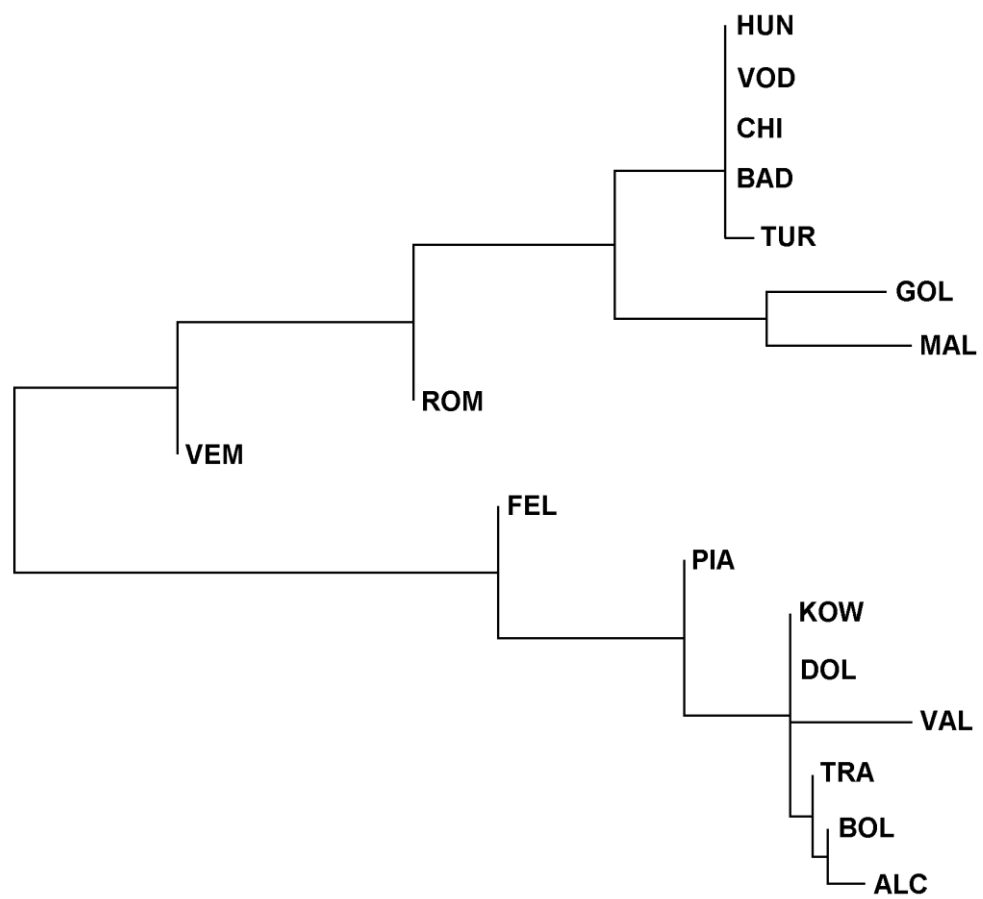 HUN
VOD
CHI
BAD
TUR
GOL
MAL
ROM
VEM
FEL
PIA
KOW
DOL
VAL
TRA
BOL
ALC